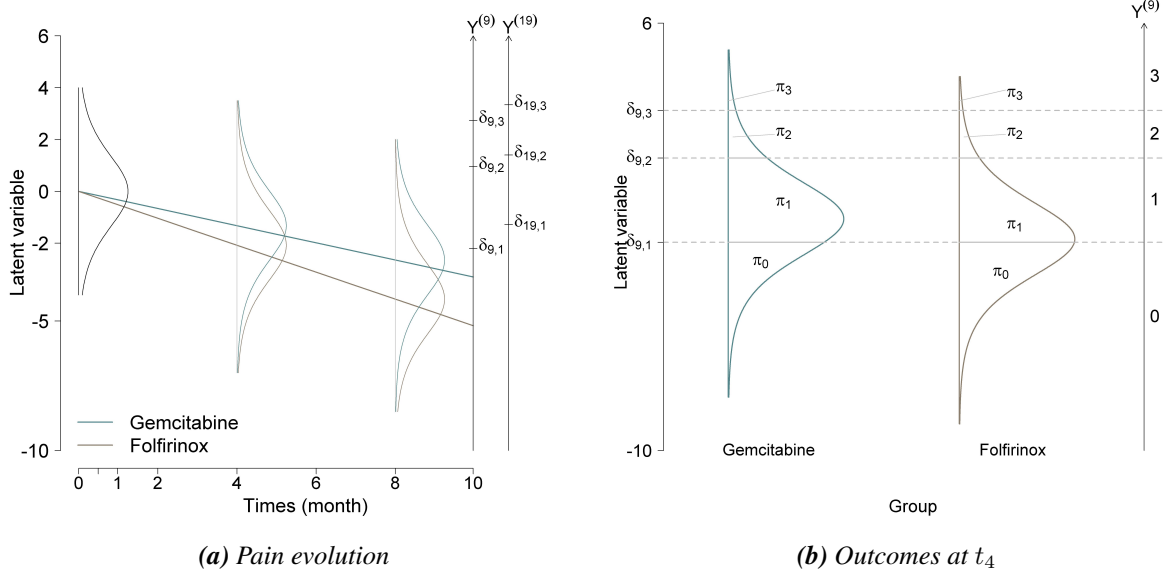 Y(9) Y(19)
6
4
2
0
-2
-5
-10
Latent variable
δ19,3
δ9,3
δ19,2
δ9,2
δ19,1
δ9,1
Gemcitabine
Folfirinox
0 1 2 4 6 8 10
Times (month)
(a) Pain evolution
Y(9)
6
δ9,3
δ9,2
δ9,1
-10
Latent variable
π3
π2
π1
π0
π3
π2
π1
π0
3
2
1
0
Gemcitabine Folfirinox
Group
(b) Outcomes at t4